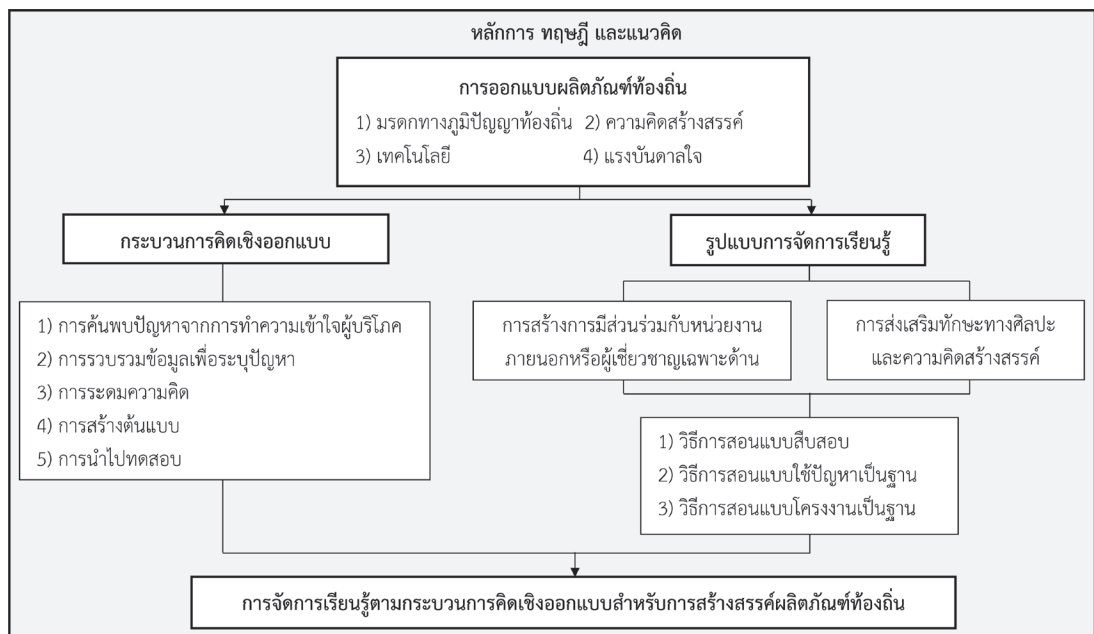 หลักการ ทฤษฎี และแนวคิด
การออกแบบผลิตภัณฑ์ท้องถิ่น
1) มรดกทางภูมิปัญญาท้องถิ่น 2) ความคิดสร้างสรรค์
3) เทคโนโลยี 4) แรงบันดาลใจ
กระบวนการคิดเชิงออกแบบ
1) การค้นพบปัญหาจากการทำความเข้าใจผู้บริโภค
2) การรวบรวมข้อมูลเพื่อระบุปัญหา
3) การระดมความคิด
4) การสร้างต้นแบบ
5) การนำไปทดสอบ
รูปแบบการจัดการเรียนรู้
การสร้างการมีส่วนร่วมกับหน่วยงาน
ภายนอกหรือผู้เชี่ยวชาญเฉพาะด้าน
การส่งเสริมทักษะทางศิลปะ
และความคิดสร้างสรรค์
1) วิธีการสอนแบบสืบสอบ
2) วิธีการสอนแบบใช้ปัญหาเป็นฐาน
3) วิธีการสอนแบบโครงงานเป็นฐาน
การจัดการเรียนรู้ตามกระบวนการคิดเชิงออกแบบสำหรับการสร้างสรรค์ผลิตภัณฑ์ท้องถิ่น